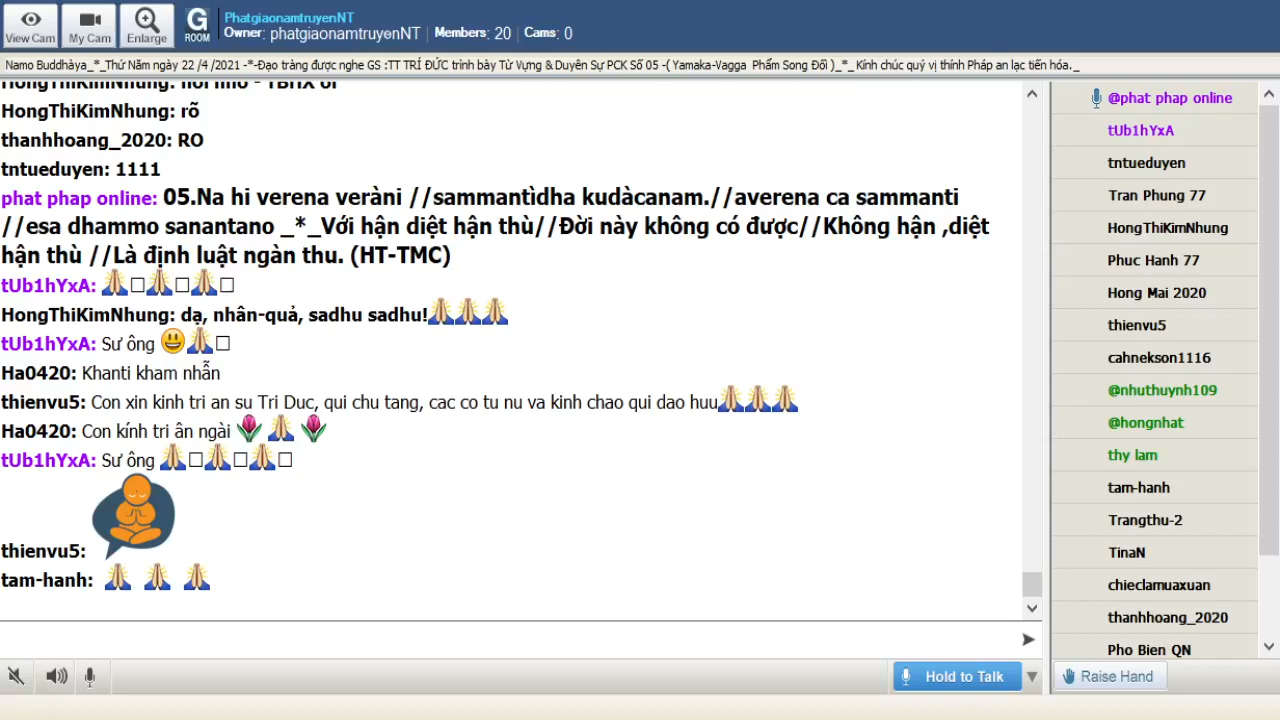 View Cam
My Cam
Enlarge
G
ROOM
PhatgiaonamtruyenNT
Owner: phatgiaonamtruyenNT | Members: 20 | Cams: 0
Namo Buddhàya_*_Thứ Năm ngày 22 /4 /2021 -*-Đạo tràng được nghe GS :TT TRÍ ĐỨC trình bày Từ Vựng & Duyên Sự PCK Số 05 -( Yamaka-Vagga Phẩm Song Đối )_*_ Kính chúc quý vị thính Pháp an lạc tiến hóa._
HongThiKimNhung:
HongThiKimNhung: rõ
thanhhoang_2020: RO
tntueduyen: 1111
phat phap online: 05.Na hi verena veràni //sammantìdha kudàcanam.//averena ca sammanti
//esa dhammo sanantano _*_Với hận diệt hận thù//Đời này không có được//Không hận ,diệt
hận thù //Là định luật ngàn thu. (HT-TMC)
tUb1hYxA: 🙏□🙏□🙏□
HongThiKimNhung: dạ, nhân-quả, sadhu sadhu!🙏🙏🙏
tUb1hYxA: Sư ông 😃🙏□
Ha0420: Khanti kham nhẫn
thienvu5: Con xin kinh tri an su Tri Duc, qui chu tang, cac co tu nu va kinh chao qui dao huu🙏🙏🙏
Ha0420: Con kính tri ân ngài 🌷 🙏 🌷
tUb1hYxA: Sư ông 🙏□🙏□🙏□
thienvu5:
tam-hanh: 🙏 🙏 🙏
@phat phap online
tUb1hYxA
tntueduyen
Tran Phung 77
HongThiKimNhung
Phuc Hanh 77
Hong Mai 2020
thienvu5
cahnekson1116
@nhuthuynh109
@hongnhat
thy lam
tam-hanh
Trangthu-2
TinaN
chieclamuaxuan
thanhhoang_2020
Pho Bien QN
Hold to Talk
Raise Hand